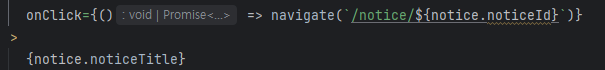 onClick={() : void | Promise<...> => navigate(`/notice/${notice.noticeId}`)}
>
{notice.noticeTitle}